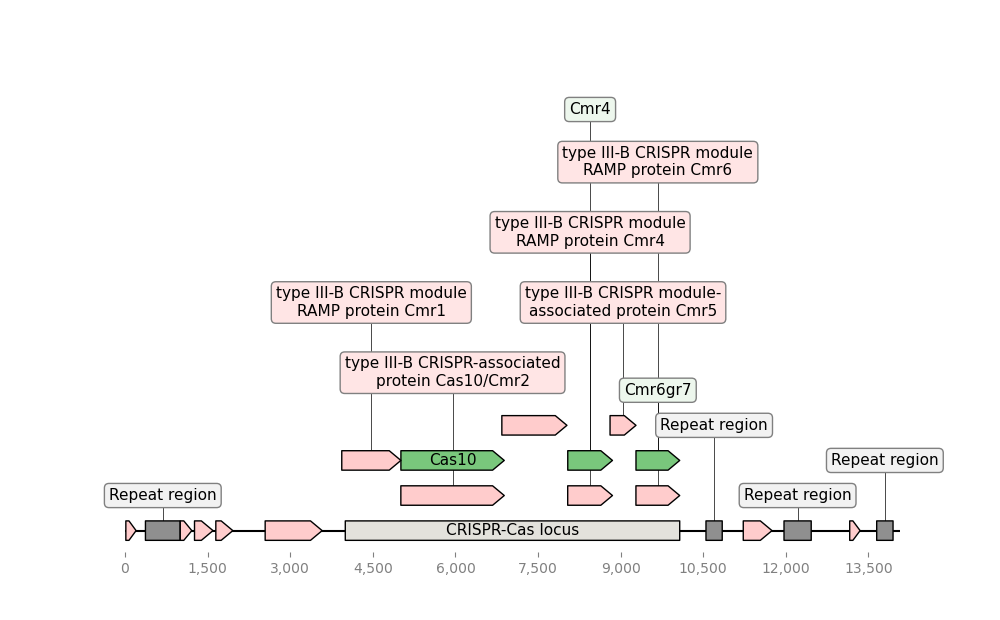 Cmr4
type III-B CRISPR module
RAMP protein Cmr6
type III-B CRISPR module
RAMP protein Cmr4
type III-B CRISPR module
RAMP protein Cmr1
type III-B CRISPR module-
associated protein Cmr5
type III-B CRISPR-associated
protein Cas10/Cmr2
Cmr6gr7
Repeat region
Cas10
Repeat region
Repeat region
Repeat region
CRISPR-Cas locus
0 1,500 3,000 4,500 6,000 7,500 9,000 10,500 12,000 13,500